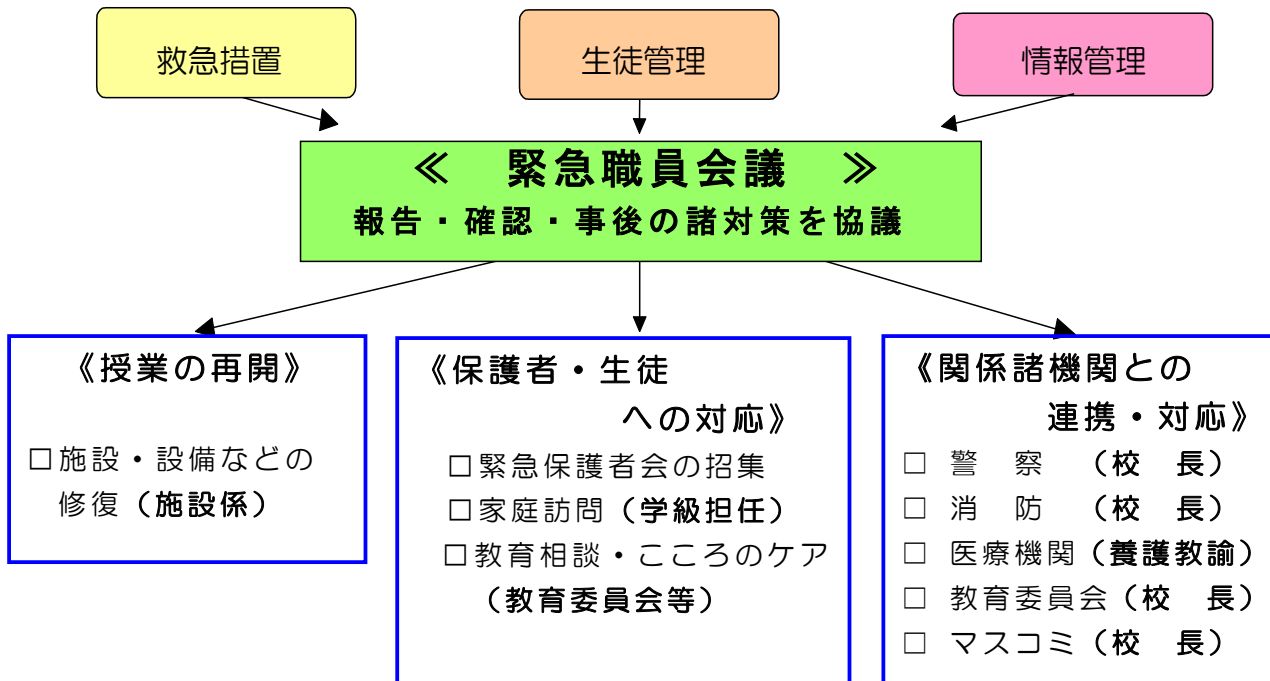 救急措置
生徒管理
情報管理
≪　緊急職員会議　≫
報告・確認・事後の諸対策を協議
《授業の再開》
□施設・設備などの
修復（施設係）
《保護者・生徒
への対応》
□緊急保護者会の招集
□家庭訪問（学級担任）
□教育相談・こころのケア
（教育委員会等）
《関係諸機関との
連携・対応》
□　警　察　（校　長）
□　消　防　（校　長）
□　医療機関（養護教諭）
□　教育委員会（校　長）
□　マスコミ（校　長）